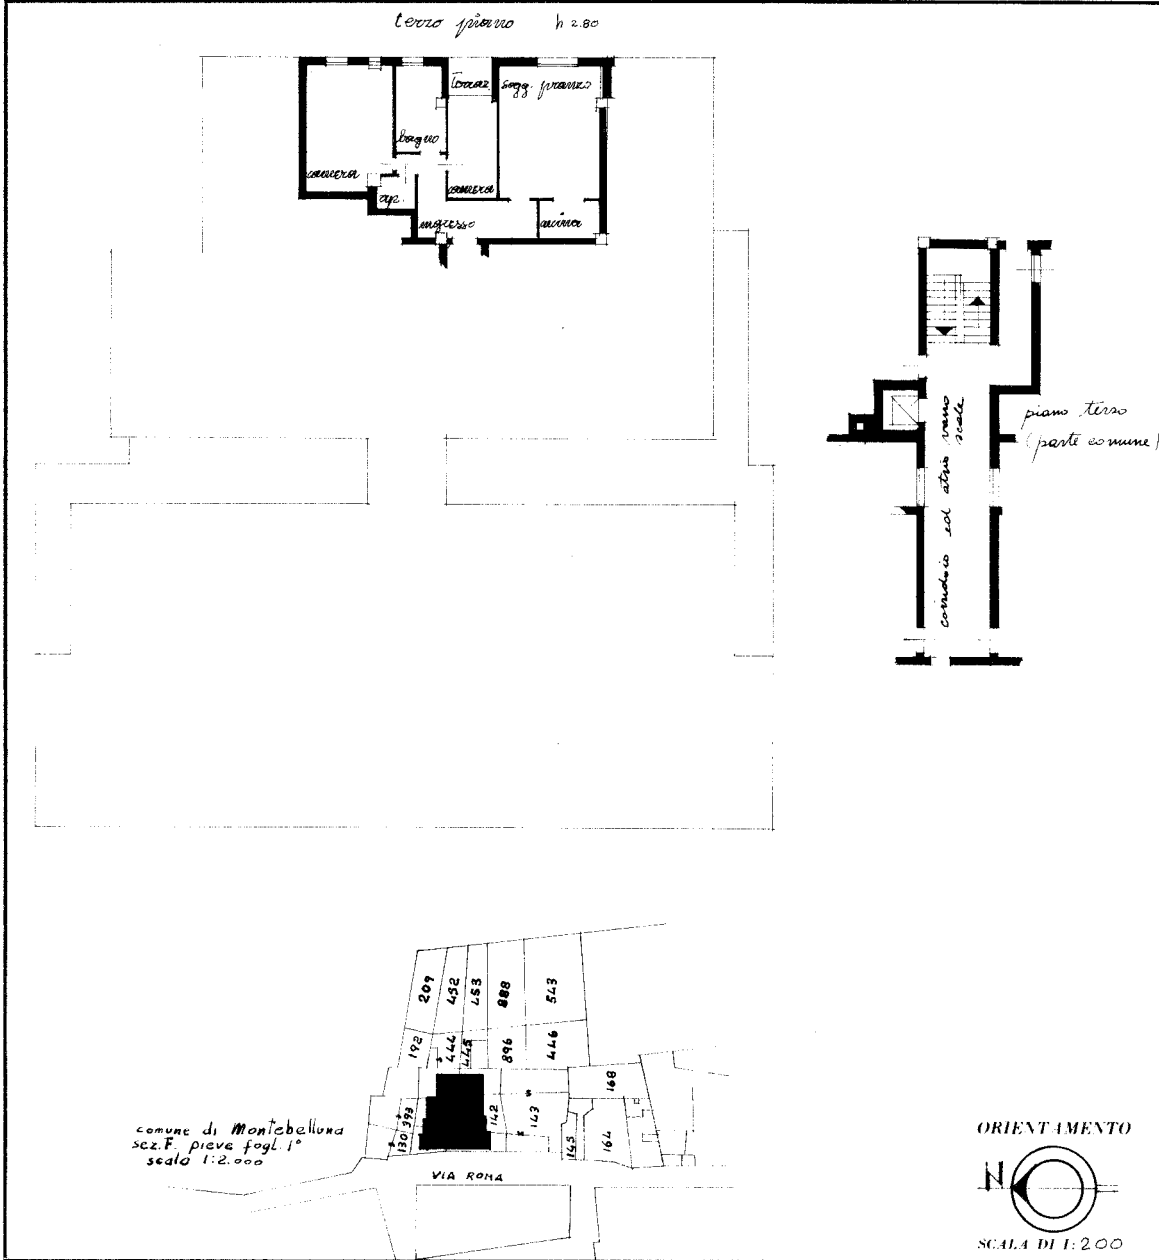 terzo piano h 2.80
terraz.
sogg. pranzo
bagno
camera
camera
rip.
ingresso
cucina
corridoio ed atrio vano
scale
piano terra
(parte comune)
209
452
453
888
543
192
444
445
896
446
168
393
130
142
143
145
164
comune di Montebelluna
sez. F. pieve fogl. 1°
scala 1:2.000
VIA ROMA
ORIENTAMENTO
N
SCALA DI 1:200